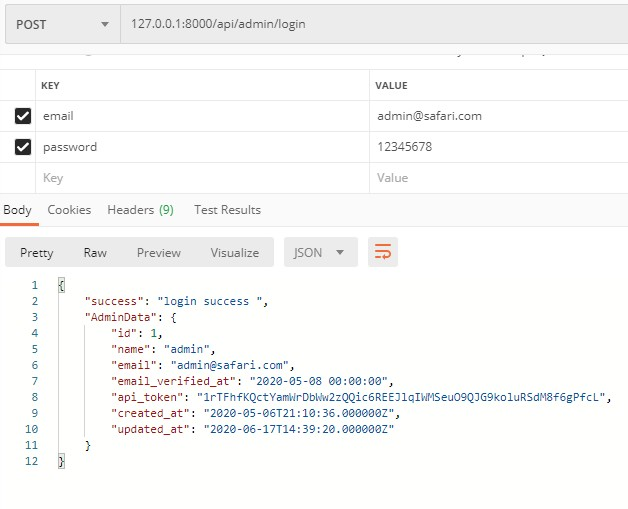 POST 127.0.0.1:8000/api/admin/login
KEY VALUE
email admin@safari.com
password 12345678
Key Value
Body Cookies Headers (9) Test Results
Pretty Raw Preview Visualize JSON
1 {
2 "success": "login success ",
3 "AdminData": {
4 "id": 1,
5 "name": "admin",
6 "email": "admin@safari.com",
7 "email_verified_at": "2020-05-08 00:00:00",
8 "api_token": "1rTFhfKQctYamWrDbWw2zQQic6REEJlqIWMSeuO9QJG9koluRSdM8f6gPfcL",
9 "created_at": "2020-05-06T21:10:36.000000Z",
10 "updated_at": "2020-06-17T14:39:20.000000Z"
11 }
12 }